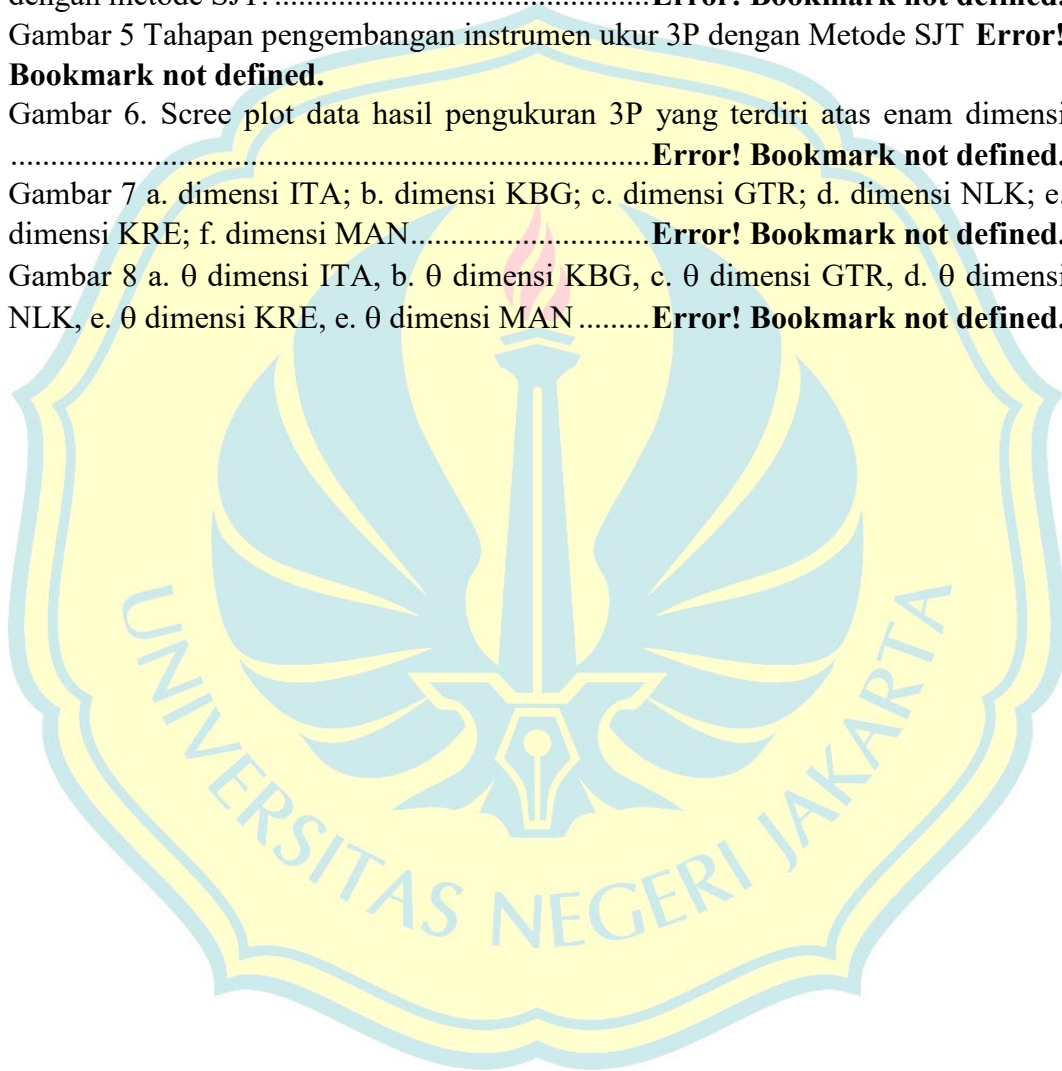 dengan metode SJT. ................................................Error! Bookmark not defined.
Gambar 5 Tahapan pengembangan instrumen ukur 3P dengan Metode SJT Error!
Bookmark not defined.
Gambar 6. Scree plot data hasil pengukuran 3P yang terdiri atas enam dimensi
.................................................................................Error! Bookmark not defined.
Gambar 7 a. dimensi ITA; b. dimensi KBG; c. dimensi GTR; d. dimensi NLK; e.
dimensi KRE; f. dimensi MAN..............................Error! Bookmark not defined.
Gambar 8 a. θ dimensi ITA, b. θ dimensi KBG, c. θ dimensi GTR, d. θ dimensi
NLK, e. θ dimensi KRE, e. θ dimensi MAN .........Error! Bookmark not defined.
UNIVERSITAS NEGERI JAKARTA